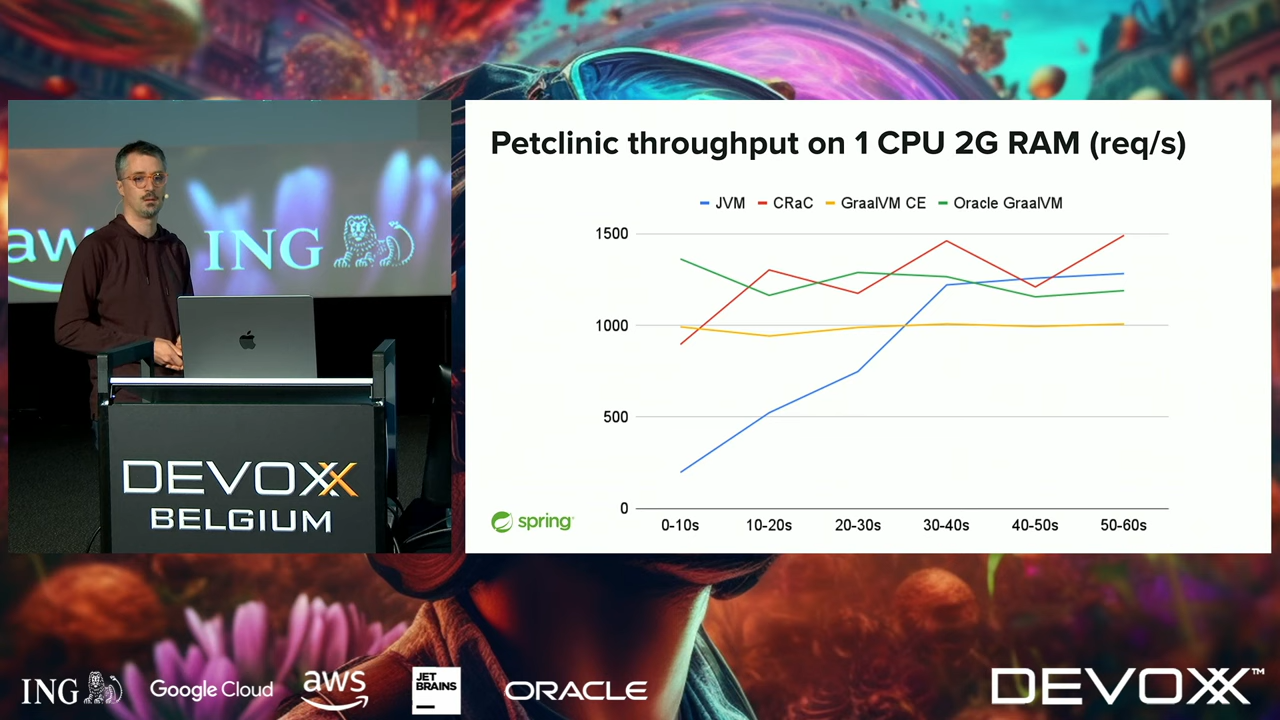 aw
ING
DEVOXX
BELGIUM
Petclinic throughput on 1 CPU 2G RAM (req/s)
JVM CRaC GraalVM CE Oracle GraalVM
1500
1000
500
0
0-10s 10-20s 20-30s 30-40s 40-50s 50-60s
spring
ING Google Cloud aws JET BRAINS ORACLE DEVOXX™